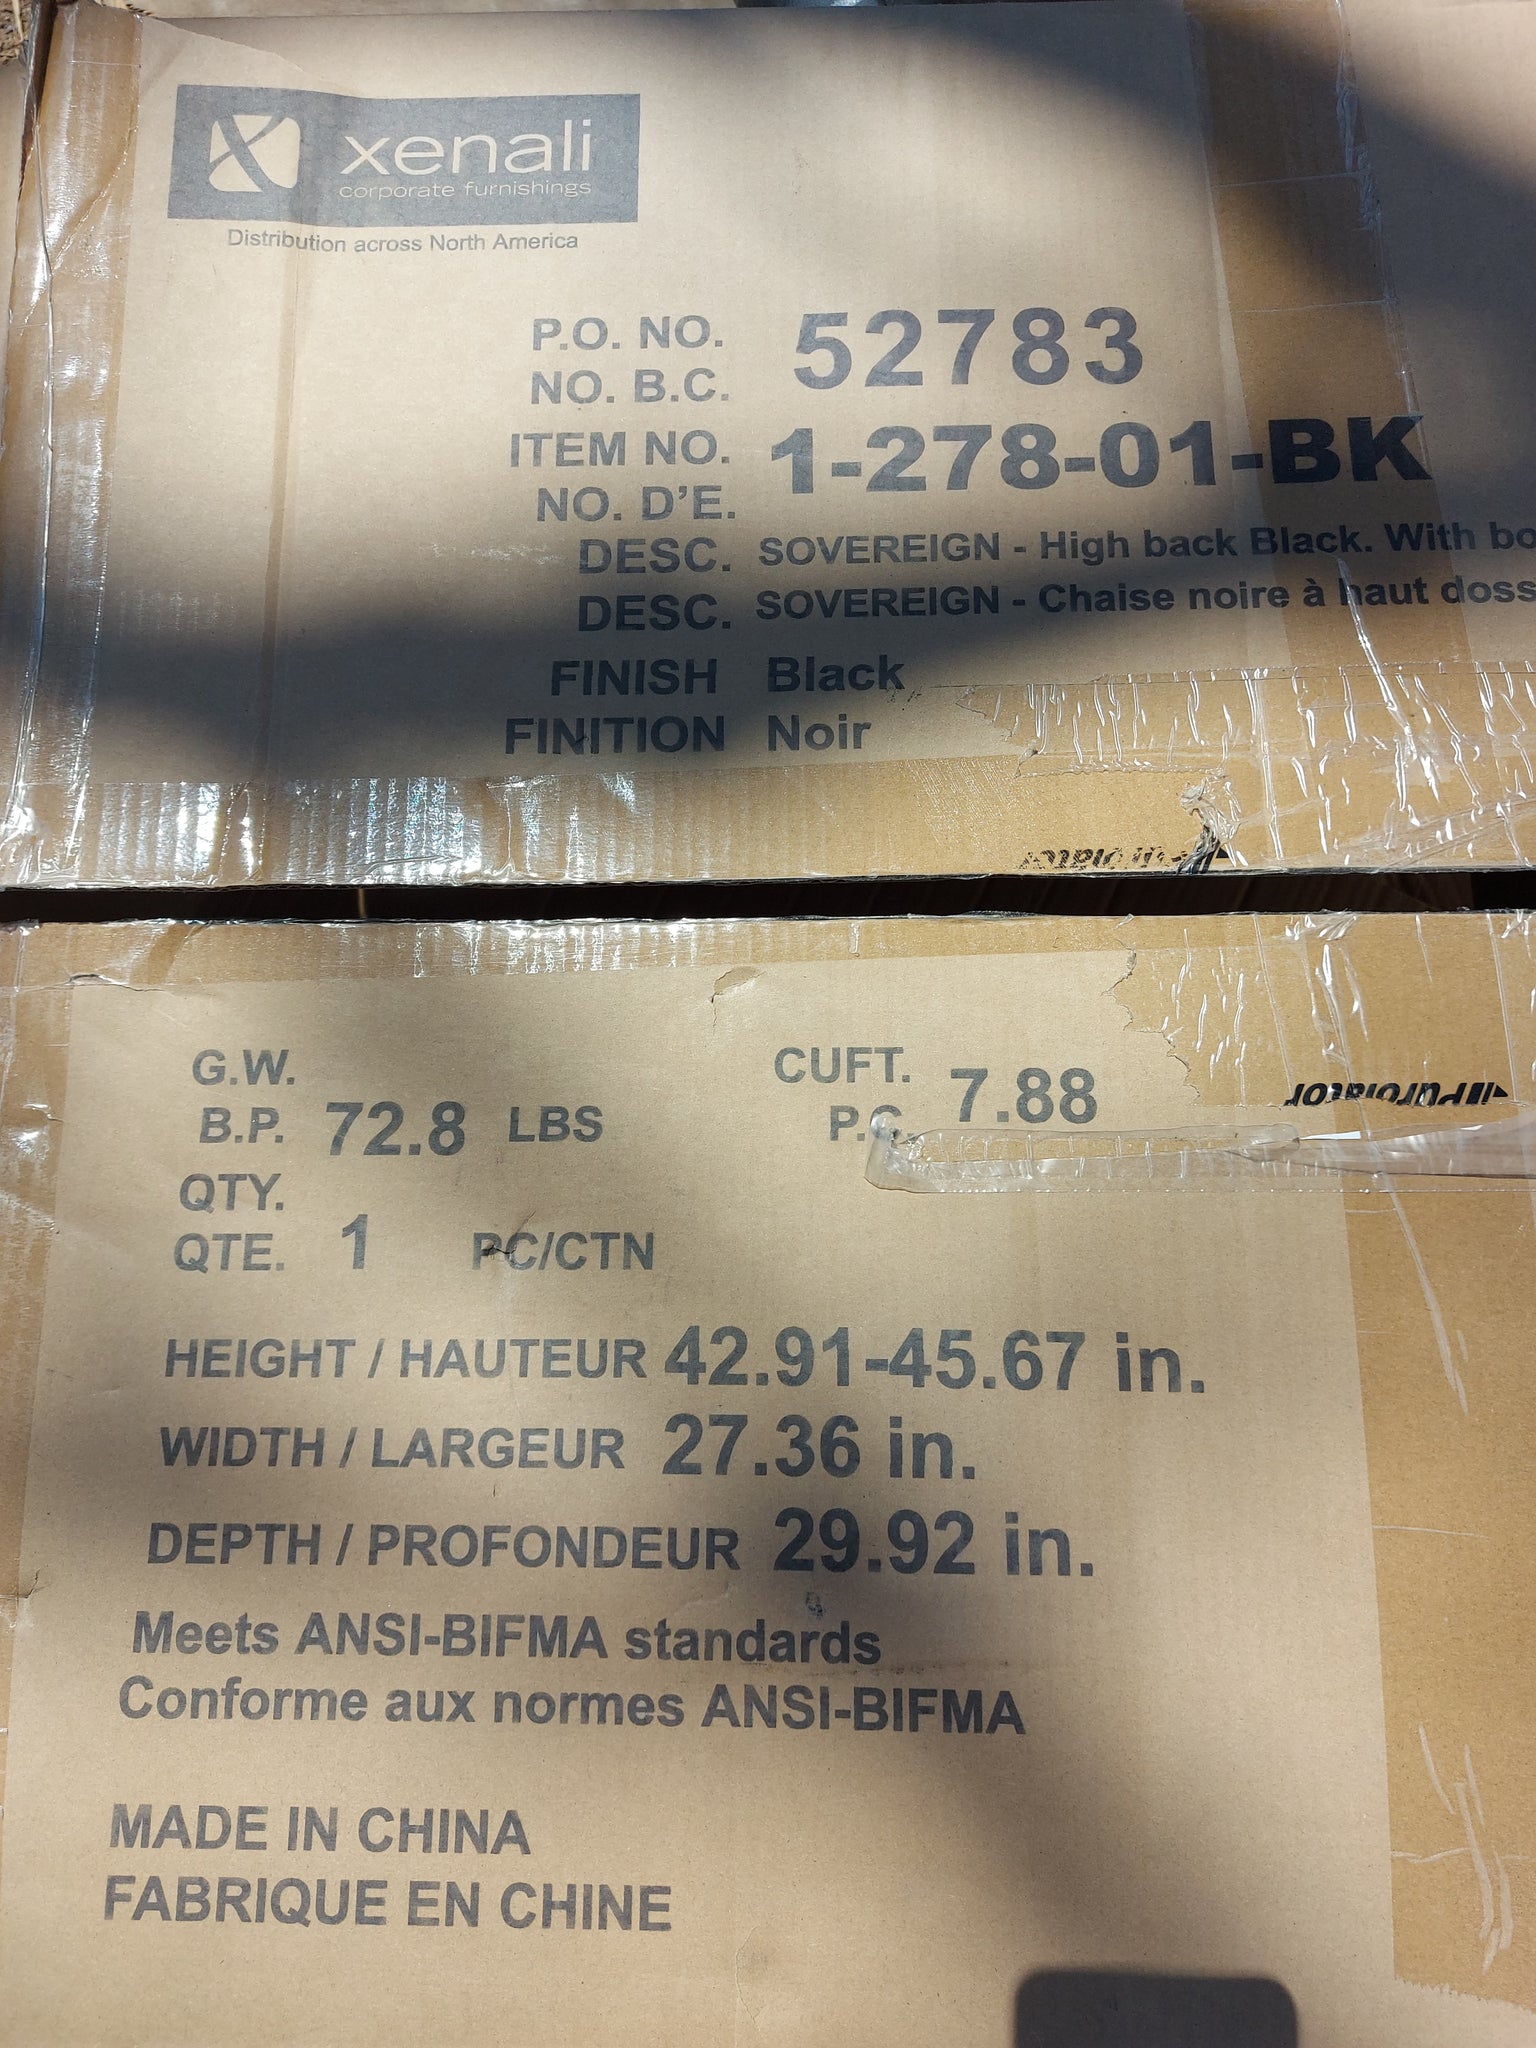 xenali
corporate furnishings
Distribution across North America
P.O. NO.
NO. B.C.
52783
ITEM NO.
NO. D'E.
1-278-01-BK
DESC. SOVEREIGN - High back Black. With
DESC. SOVEREIGN - Chaise noire à haut
FINISH Black
FINITION Noir
Purolator
Purolator
G.W.
B.P. 72.8 LBS
CUFT.
P.C. 7.88
QTY.
QTE. 1 PC/CTN
HEIGHT / HAUTEUR 42.91-45.67 in.
WIDTH / LARGEUR 27.36 in.
DEPTH / PROFONDEUR 29.92 in.
Meets ANSI-BIFMA standards
Conforme aux normes ANSI-BIFMA
MADE IN CHINA
FABRIQUE EN CHINE